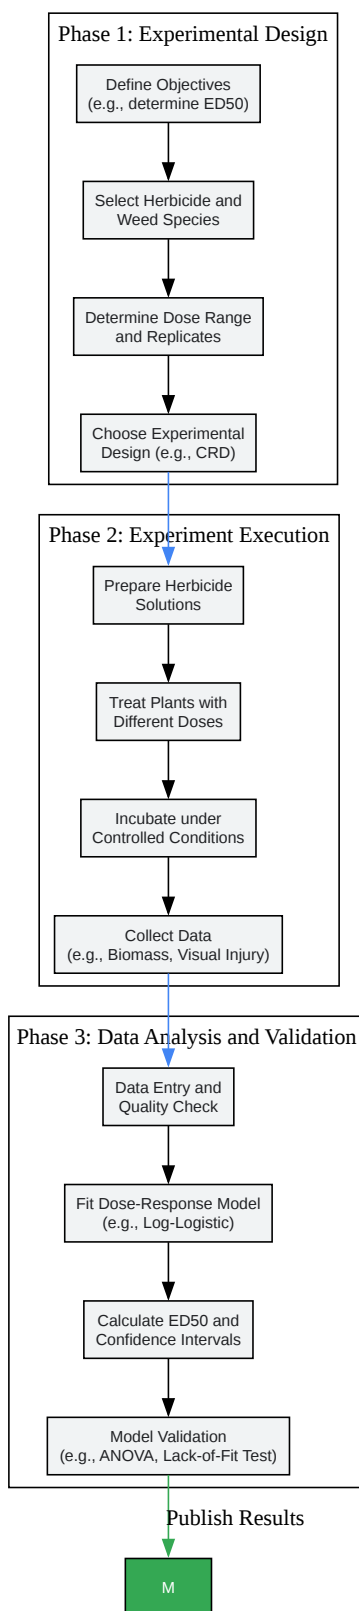 Phase 1: Experimental Design
Define Objectives
(e.g., determine ED50)
Select Herbicide and
Weed Species
Determine Dose Range
and Replicates
Choose Experimental
Design (e.g., CRD)
Phase 2: Experiment Execution
Prepare Herbicide
Solutions
Treat Plants with
Different Doses
Incubate under
Controlled Conditions
Collect Data
(e.g., Biomass, Visual Injury)
Phase 3: Data Analysis and Validation
Data Entry and
Quality Check
Fit Dose-Response Model
(e.g., Log-Logistic)
Calculate ED50 and
Confidence Intervals
Model Validation
(e.g., ANOVA, Lack-of-Fit Test)
Publish Results
M